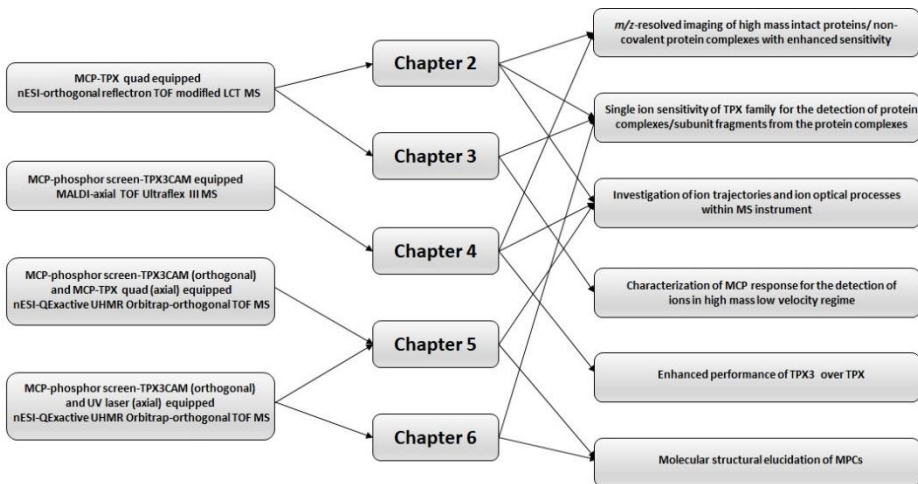 MCP-TPX quad equipped
nESI-orthogonal reflectron TOF modified LCT MS
MCP-phosphor screen-TPX3CAM equipped
MALDI-axial TOF Ultraflex III MS
MCP-phosphor screen-TPX3CAM (orthogonal)
and MCP-TPX quad (axial) equipped
nESI-QExactive UHMR Orbitrap-orthogonal TOF MS
MCP-phosphor screen-TPX3CAM (orthogonal)
and UV laser (axial) equipped
nESI-QExactive UHMR Orbitrap-orthogonal TOF MS
Chapter 2
Chapter 3
Chapter 4
Chapter 5
Chapter 6
m/z-resolved imaging of high mass intact proteins/ non-
covalent protein complexes with enhanced sensitivity
Single ion sensitivity of TPX family for the detection of protein
complexes/subunit fragments from the protein complexes
Investigation of ion trajectories and ion optical processes
within MS instrument
Characterization of MCP response for the detection of
ions in high mass low velocity regime
Enhanced performance of TPX3 over TPX
Molecular structural elucidation of MPCs